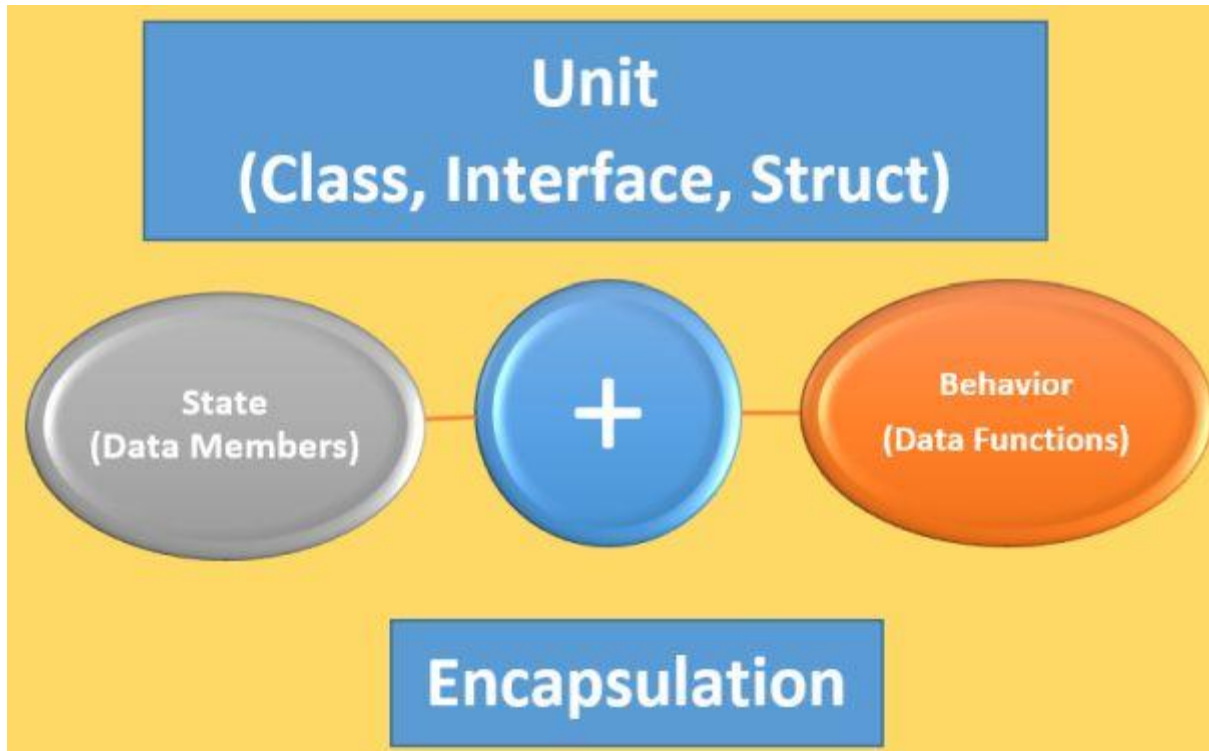 Unit
(Class, Interface, Struct)
State
(Data Members)
+
Behavior
(Data Functions)
Encapsulation